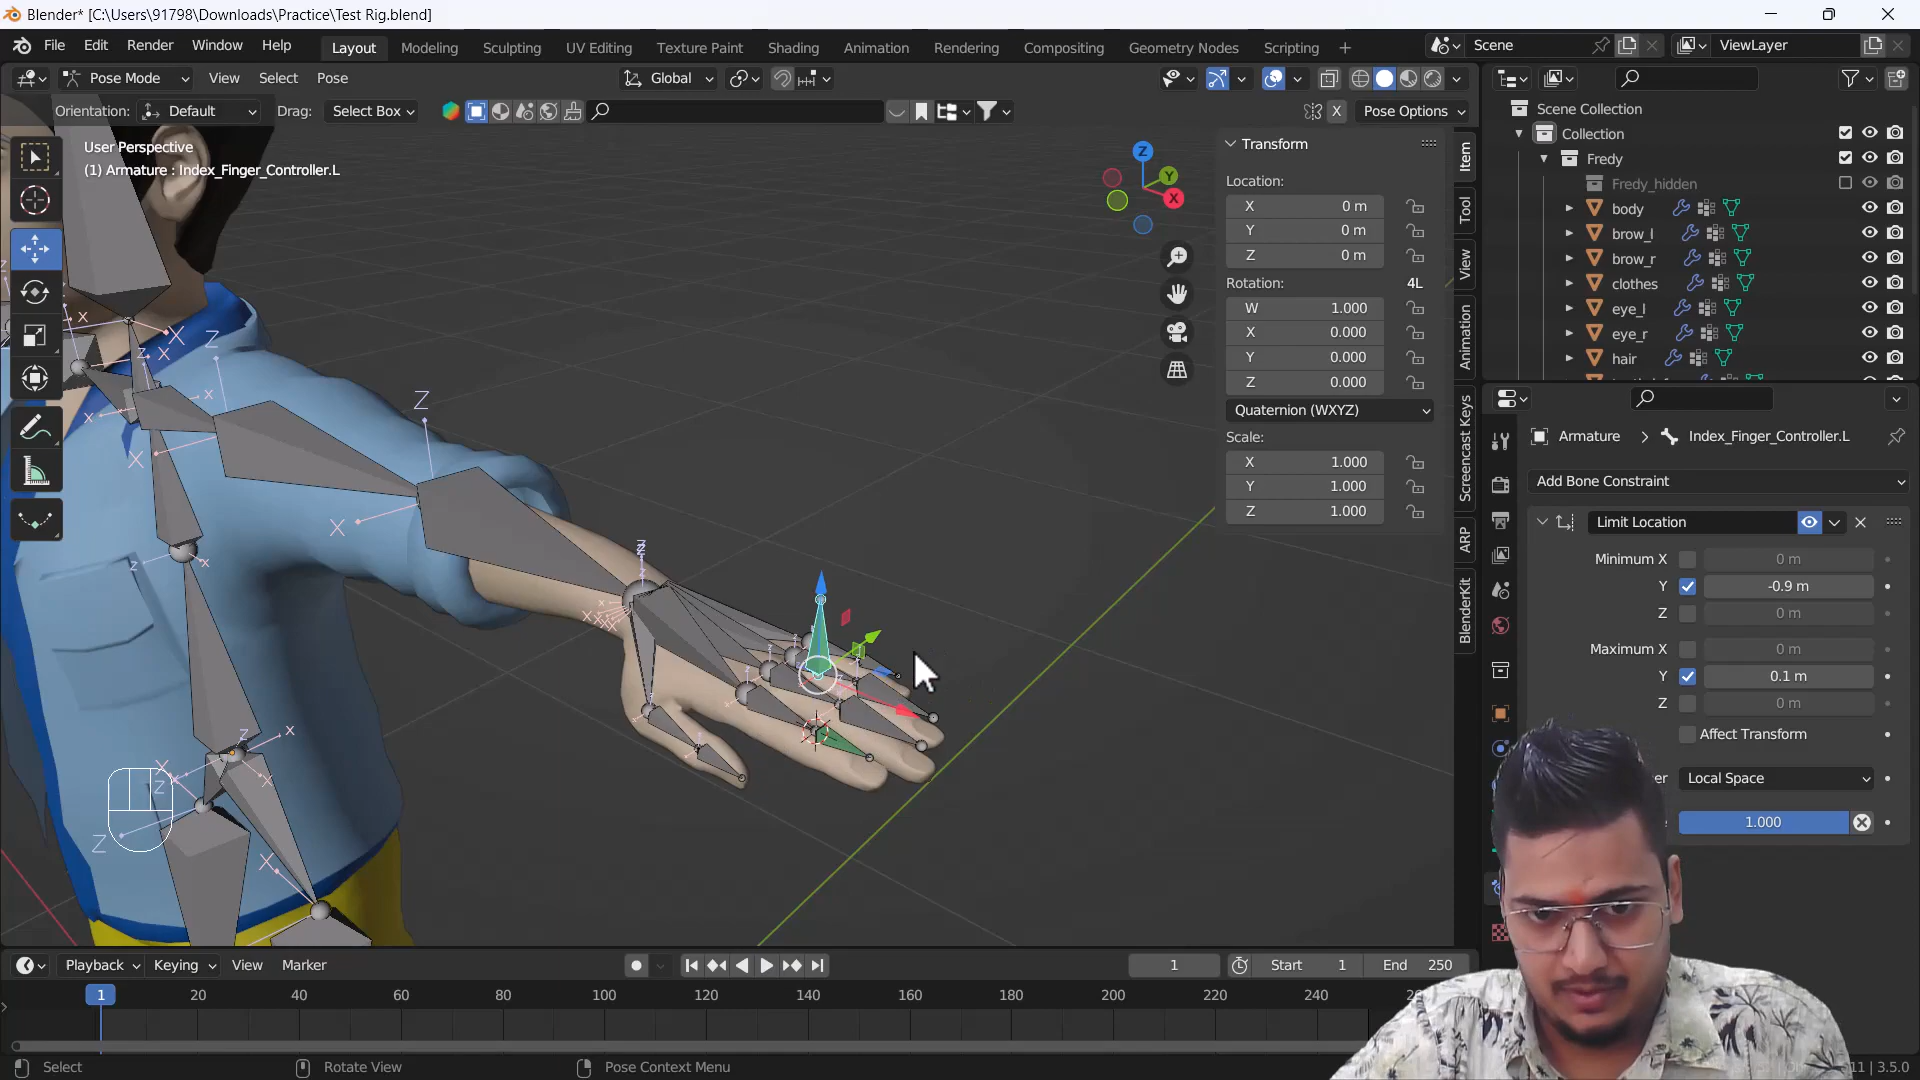 Blender* [C:\Users\91798\Downloads\Practice\Test Rig.blend]
File Edit Render Window Help Layout Modeling Sculpting UV Editing Texture Paint Shading Animation Rendering Compositing Geometry Nodes Scripting + Scene ViewLayer
Pose Mode View Select Pose Global
Orientation: Default Drag: Select Box X Pose Options
User Perspective
(1) Armature : Index_Finger_Controller.L
Transform
Location:
X 0 m
Y 0 m
Z 0 m
Rotation: 4L
W 1.000
X 0.000
Y 0.000
Z 0.000
Quaternion (WXYZ)
Scale:
X 1.000
Y 1.000
Z 1.000
Item
Tool
View
Animation
Screencast Keys
ARP
BlenderKit
Scene Collection
Collection
Fredy
Fredy_hidden
body
brow_l
brow_r
clothes
eye_l
eye_r
hair
Armature > Index_Finger_Controller.L
Add Bone Constraint
Limit Location
Minimum X 0 m
Y -0.9 m
Z 0 m
Maximum X 0 m
Y 0.1 m
Z 0 m
Affect Transform
Local Space
1.000
Playback Keying View Marker 1 Start 1 End 250
1 20 40 60 80 100 120 140 160 180 200 220 240
Select Rotate View Pose Context Menu 3.5.0